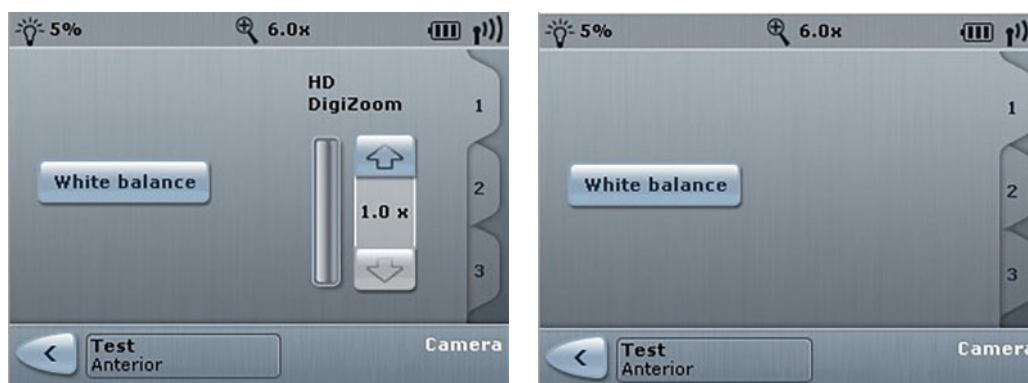 5%
6.0x
HD
DigiZoom
1
White balance
2
1.0 x
3
Test
Anterior
Camera
5%
6.0x
1
White balance
2
3
Test
Anterior
Camera